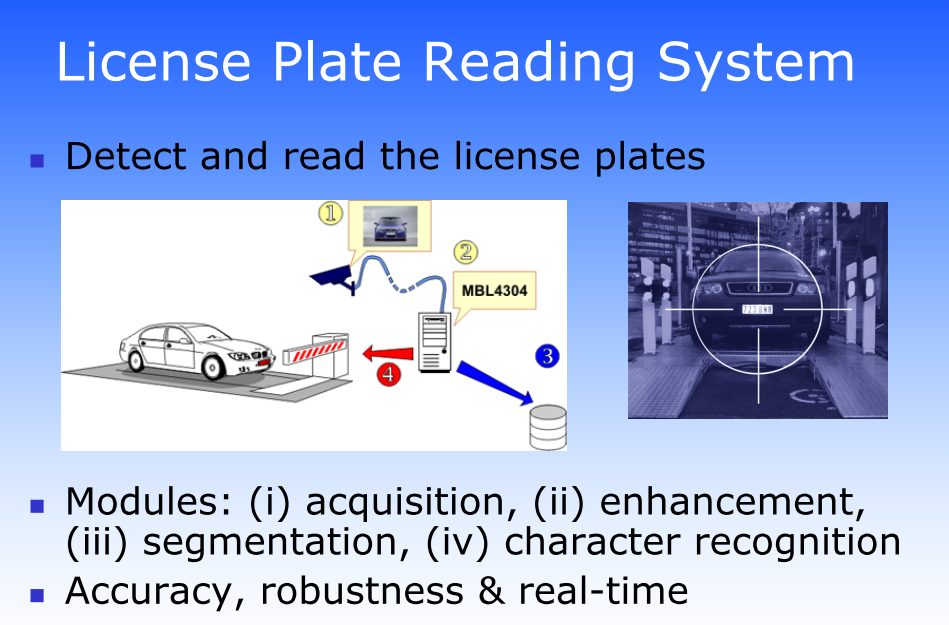 License Plate Reading System
Detect and read the license plates
1
2
MBL4304
3
4
Modules: (i) acquisition, (ii) enhancement,
(iii) segmentation, (iv) character recognition
Accuracy, robustness & real-time